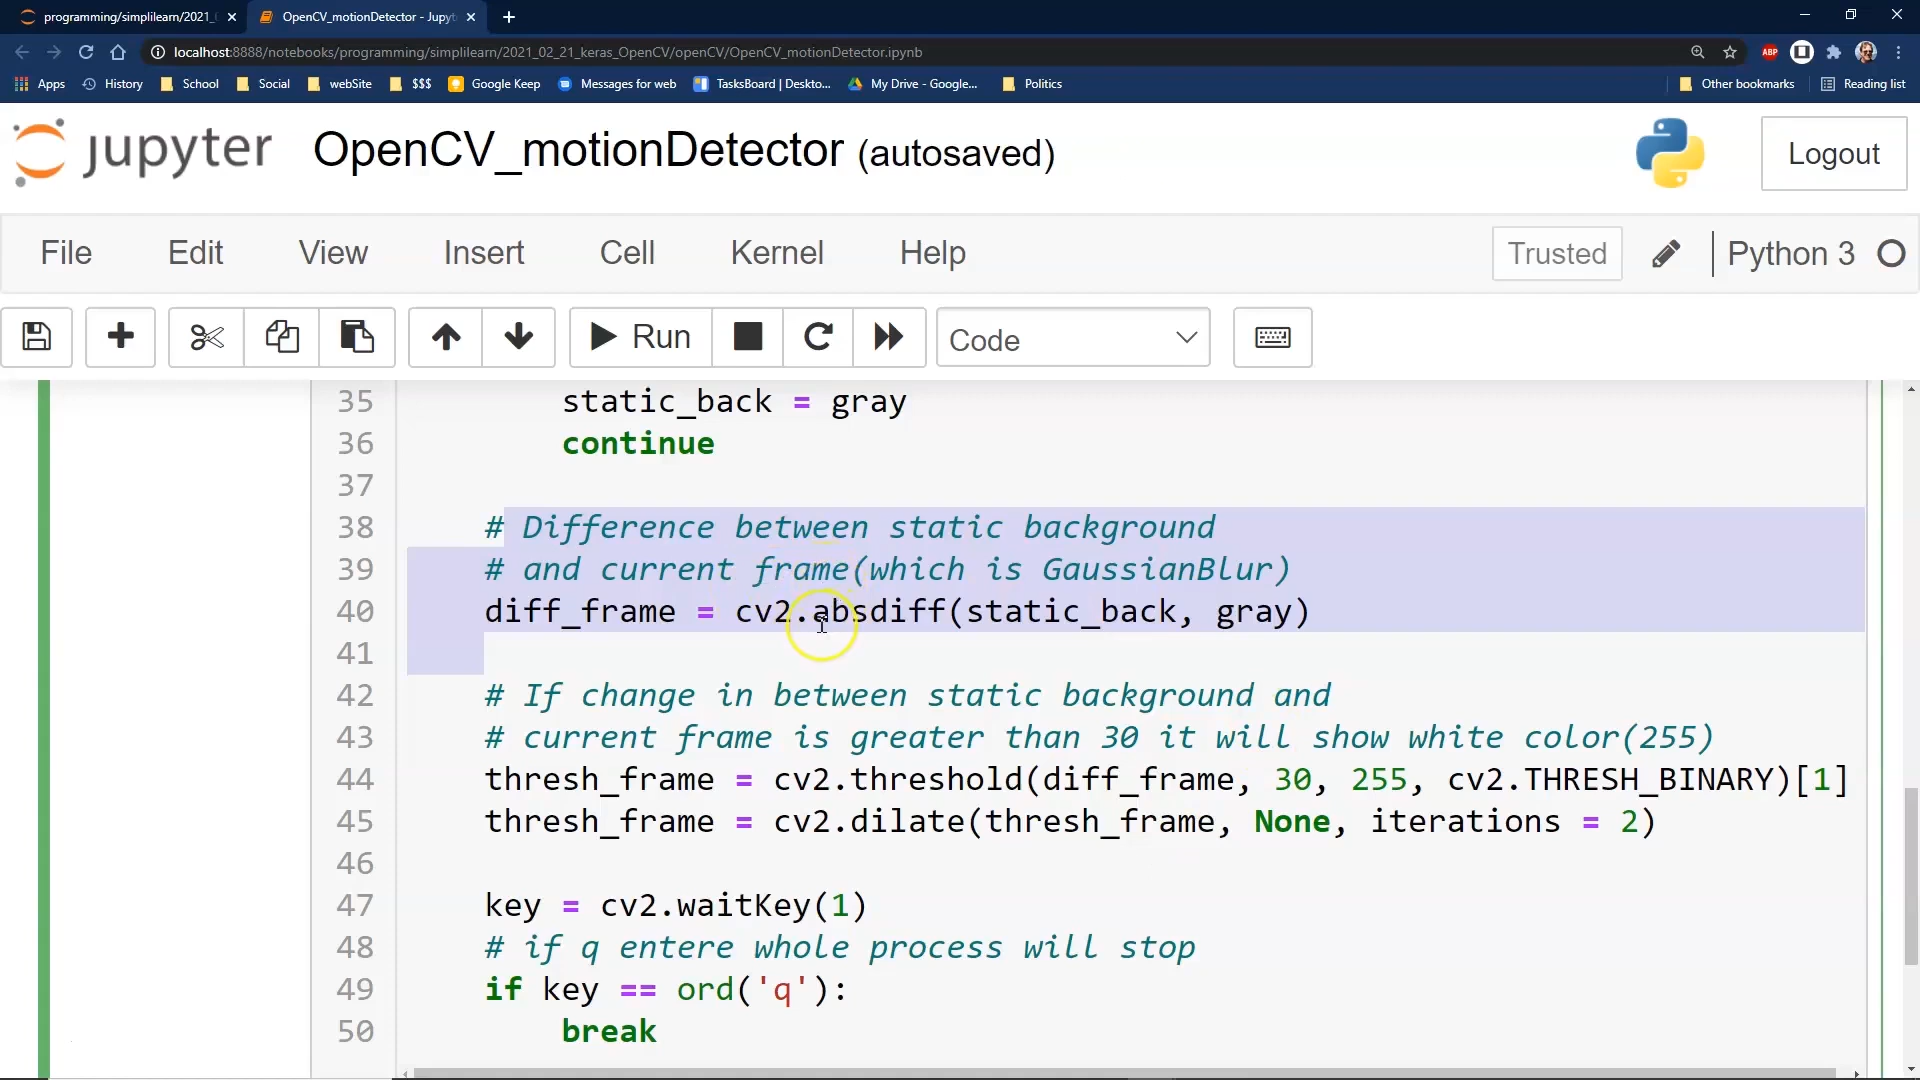 programming/simplilearn/2021_
OpenCV_motionDetector - Jupyt
localhost:8888/notebooks/programming/simplilearn/2021_02_21_keras_OpenCV/openCV/OpenCV_motionDetector.ipynb
ABP
Apps History School Social webSite $$$ Google Keep Messages for web TasksBoard | Deskto... My Drive - Google... Politics Other bookmarks Reading list
jupyter OpenCV_motionDetector (autosaved) Logout
File Edit View Insert Cell Kernel Help Trusted Python 3
Run Code
35 static_back = gray
36 continue
37
38 # Difference between static background
39 # and current frame(which is GaussianBlur)
40 diff_frame = cv2.absdiff(static_back, gray)
41
42 # If change in between static background and
43 # current frame is greater than 30 it will show white color(255)
44 thresh_frame = cv2.threshold(diff_frame, 30, 255, cv2.THRESH_BINARY)[1]
45 thresh_frame = cv2.dilate(thresh_frame, None, iterations = 2)
46
47 key = cv2.waitKey(1)
48 # if q entere whole process will stop
49 if key == ord('q'):
50 break